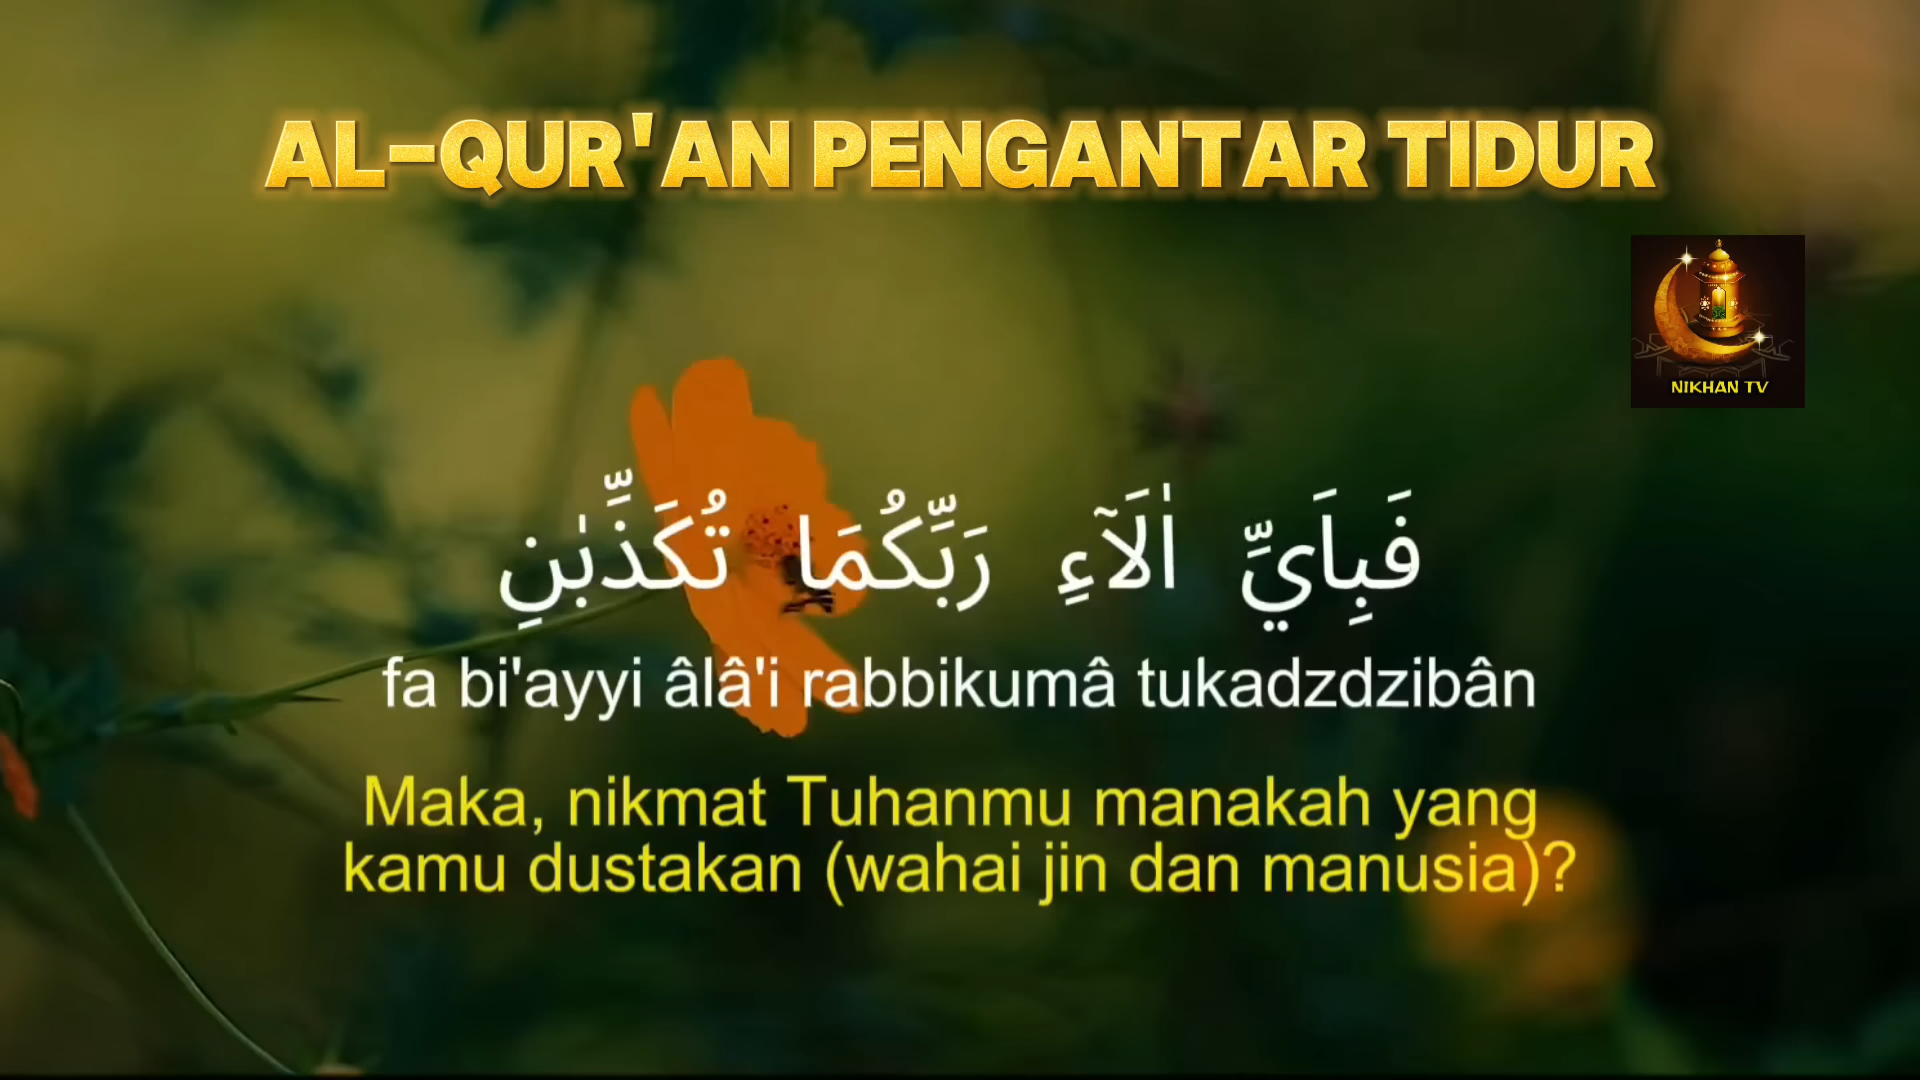 AL-QUR'AN PENGANTAR TIDUR
NIKHAN TV
فَبِاَيِّ اٰلَاۤءِ رَبِّكُمَا تُكَذِّبٰنِ
fa bi'ayyi âlâ'i rabbikumâ tukadzdzibân
Maka, nikmat Tuhanmu manakah yang
kamu dustakan (wahai jin dan manusia)?